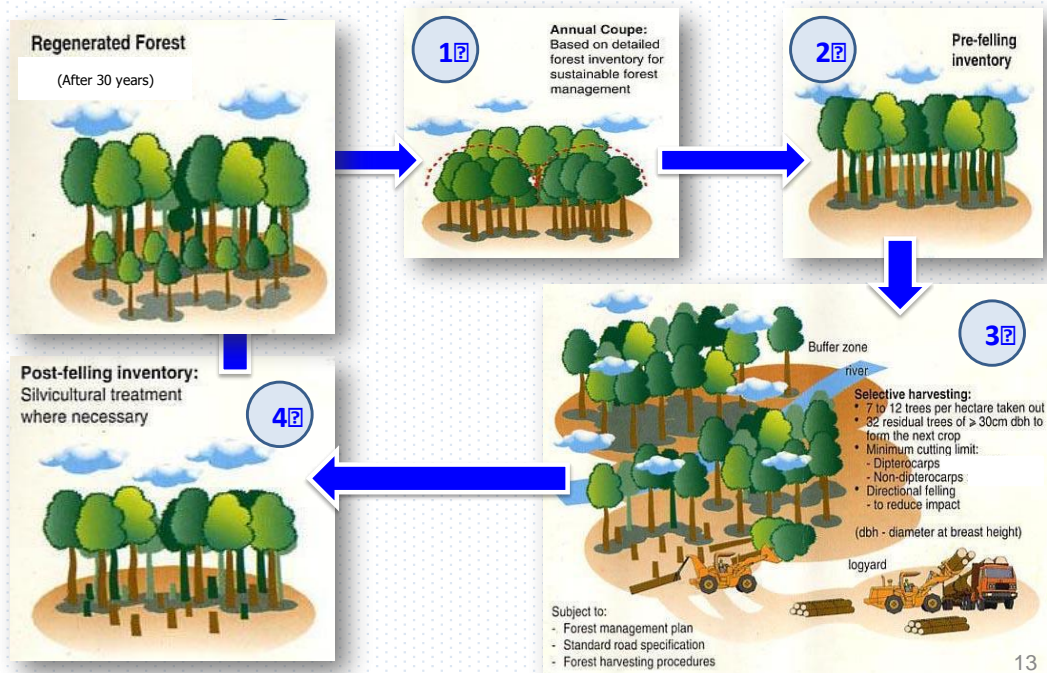 Regenerated Forest
(After 30 years)
1
Annual Coupe:
Based on detailed
forest inventory for
sustainable forest
management
2
Pre-felling
inventory
3
Buffer zone
river
Selective harvesting:
• 7 to 12 trees per hectare taken out
• 32 residual trees of ⩾ 30cm dbh to
form the next crop
• Minimum cutting limit:
- Dipterocarps
- Non-dipterocarps
• Directional felling
- to reduce impact
(dbh - diameter at breast height)
logyard
Subject to:
- Forest management plan
- Standard road specification
- Forest harvesting procedures
4
Post-felling inventory:
Silvicultural treatment
where necessary
13